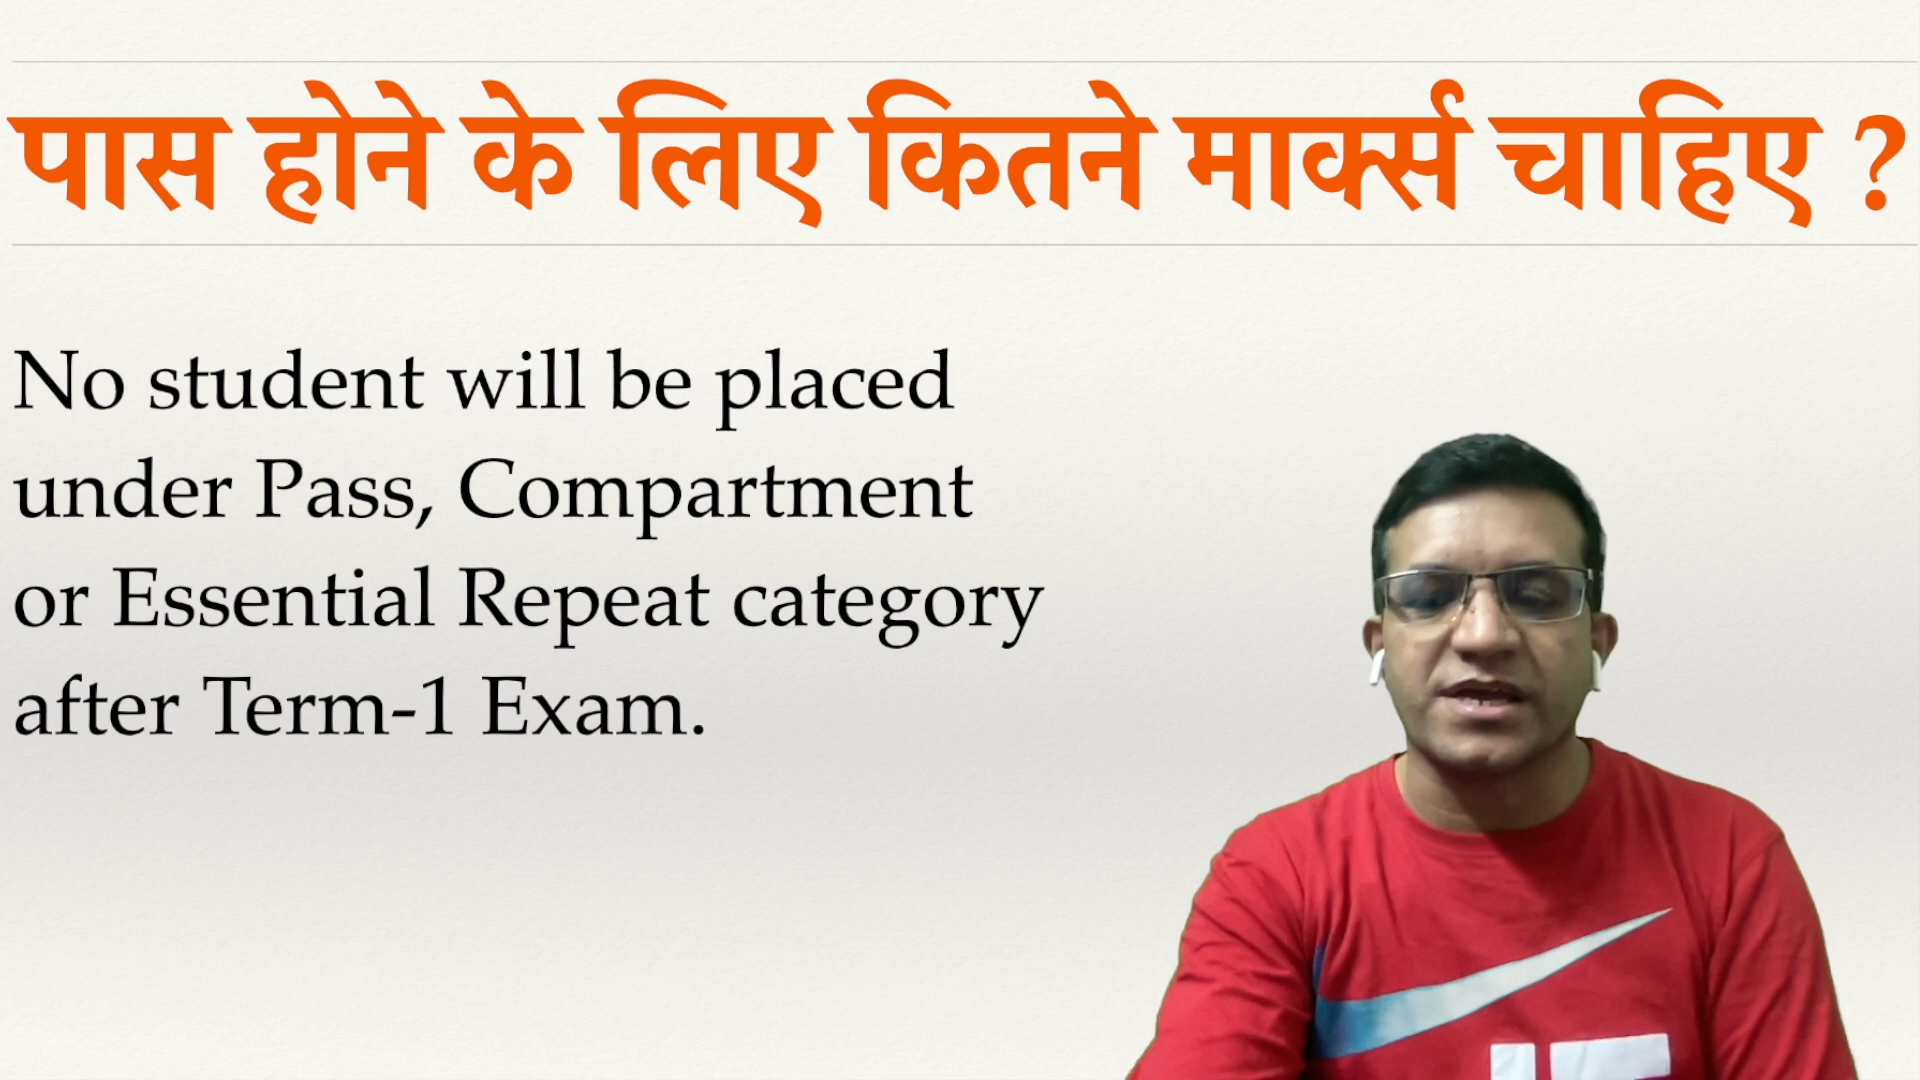 पास होने के लिए कितने मार्क्स चाहिए ?
No student will be placed
under Pass, Compartment
or Essential Repeat category
after Term-1 Exam.